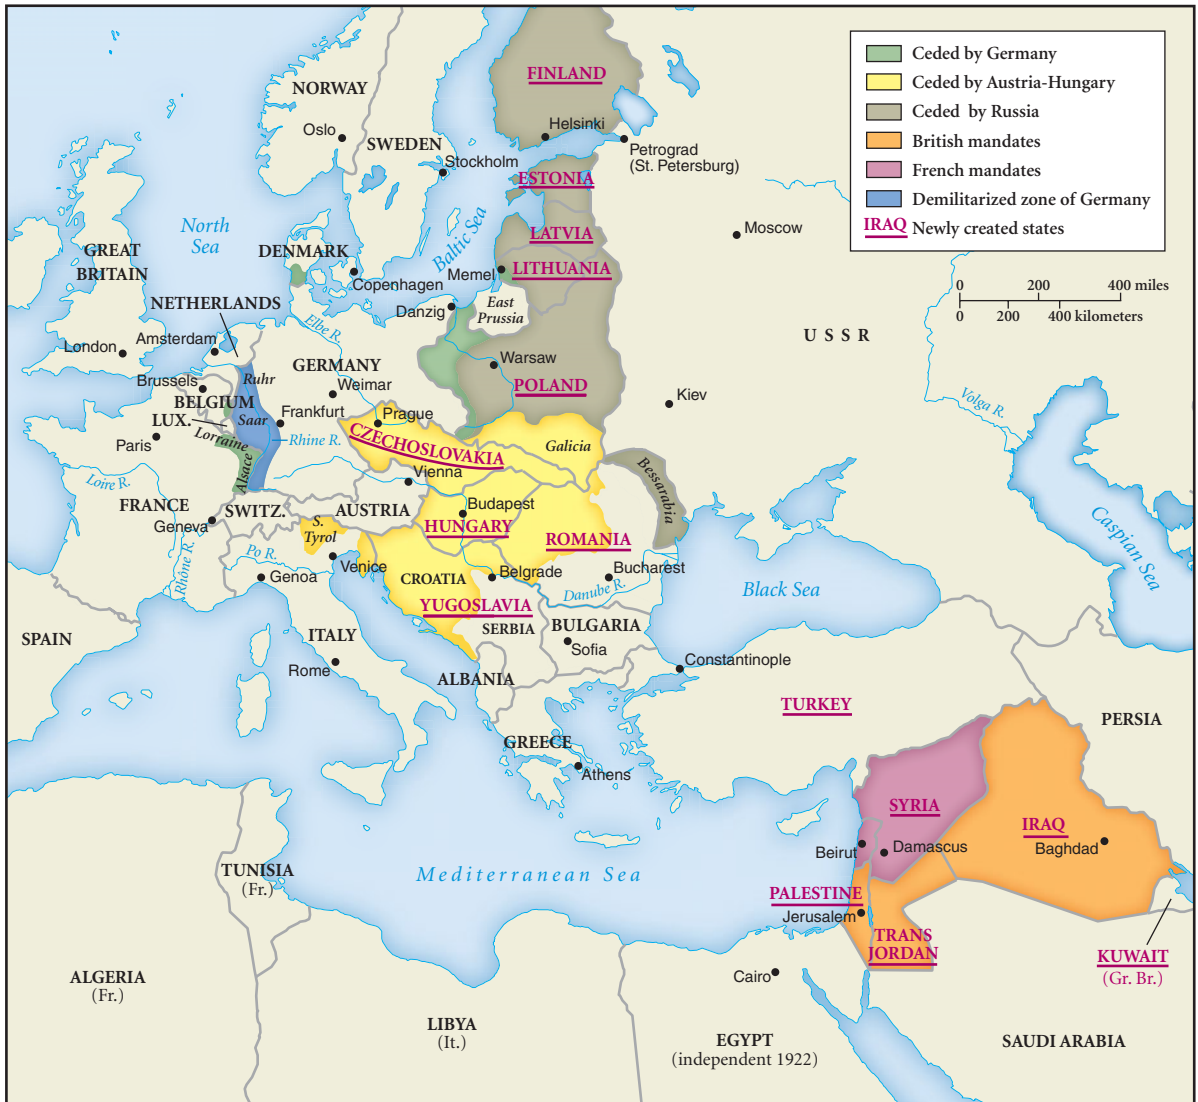 Ceded by Germany
Ceded by Austria-Hungary
Ceded by Russia
British mandates
French mandates
Demilitarized zone of Germany
IRAQ Newly created states
0 200 400 miles
0 200 400 kilometers
FINLAND
NORWAY
Oslo
Helsinki
SWEDEN
Petrograd
(St. Petersburg)
Stockholm
ESTONIA
North
Sea
Baltic Sea
LATVIA
Moscow
GREAT
BRITAIN
DENMARK
Memel
LITHUANIA
Copenhagen
NETHERLANDS
East
Prussia
Danzig
Elbe R.
USSR
London
Amsterdam
GERMANY
Warsaw
Brussels
Ruhr
Weimar
POLAND
BELGIUM
Kiev
Volga R.
LUX.
Saar
Frankfurt
Prague
Paris
Lorraine
Rhine R.
CZECHOSLOVAKIA
Galicia
Alsace
Vienna
Bessarabia
Loire R.
FRANCE
SWITZ.
AUSTRIA
Budapest
Geneva
S.
Tyrol
HUNGARY
ROMANIA
Caspian Sea
Rhône R.
Po R.
Venice
Genoa
CROATIA
Belgrade
Bucharest
Danube R.
Black Sea
YUGOSLAVIA
SPAIN
ITALY
SERBIA
BULGARIA
Sofia
Rome
ALBANIA
Constantinople
TURKEY
PERSIA
GREECE
Athens
SYRIA
IRAQ
Baghdad
Beirut
Damascus
TUNISIA
(Fr.)
Mediterranean Sea
PALESTINE
Jerusalem
TRANS
JORDAN
KUWAIT
(Gr. Br.)
ALGERIA
(Fr.)
Cairo
LIBYA
(It.)
EGYPT
(independent 1922)
SAUDI ARABIA